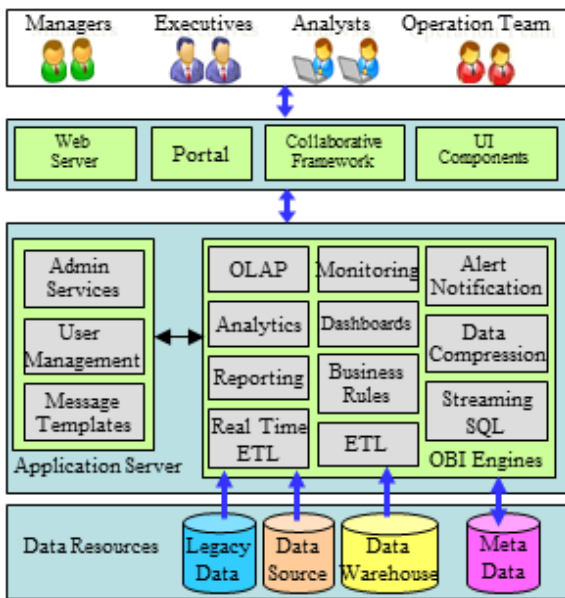 Managers
Executives
Analysts
Operation Team
Web
Server
Portal
Collaborative
Framework
UI
Components
Admin
Services
User
Management
Message
Templates
Application Server
OLAP
Analytics
Reporting
Real Time
ETL
Monitoring
Dashboards
Business
Rules
ETL
Alert
Notification
Data
Compression
Streaming
SQL
OBI Engines
Data Resources
Legacy
Data
Data
Source
Data
Warehouse
Meta
Data